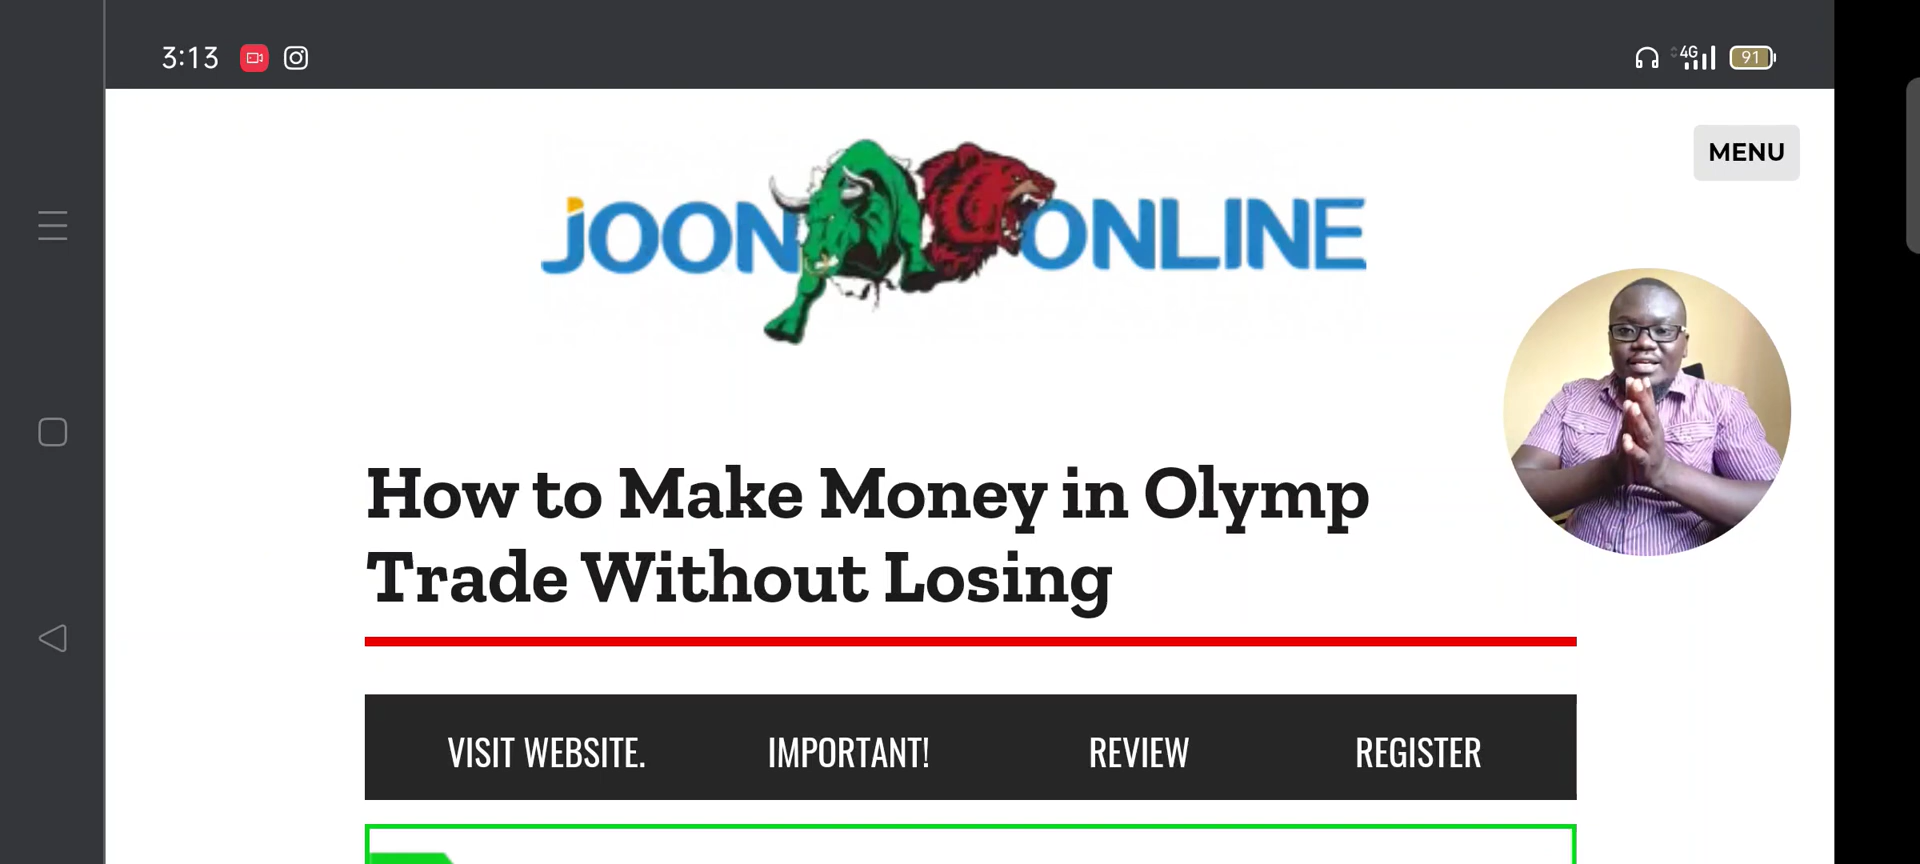 3:13
4G
91
MENU
JOON ONLINE
How to Make Money in Olymp
Trade Without Losing
VISIT WEBSITE.
IMPORTANT!
REVIEW
REGISTER